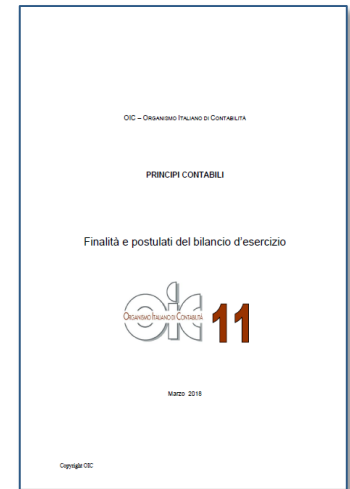 OIC – ORGANISMO ITALIANO DI CONTABILITÀ
PRINCIPI CONTABILI
Finalità e postulati del bilancio d'esercizio
oic 11
ORGANISMO ITALIANO DI CONTABILITÀ
Marzo 2018
Copyright OIC